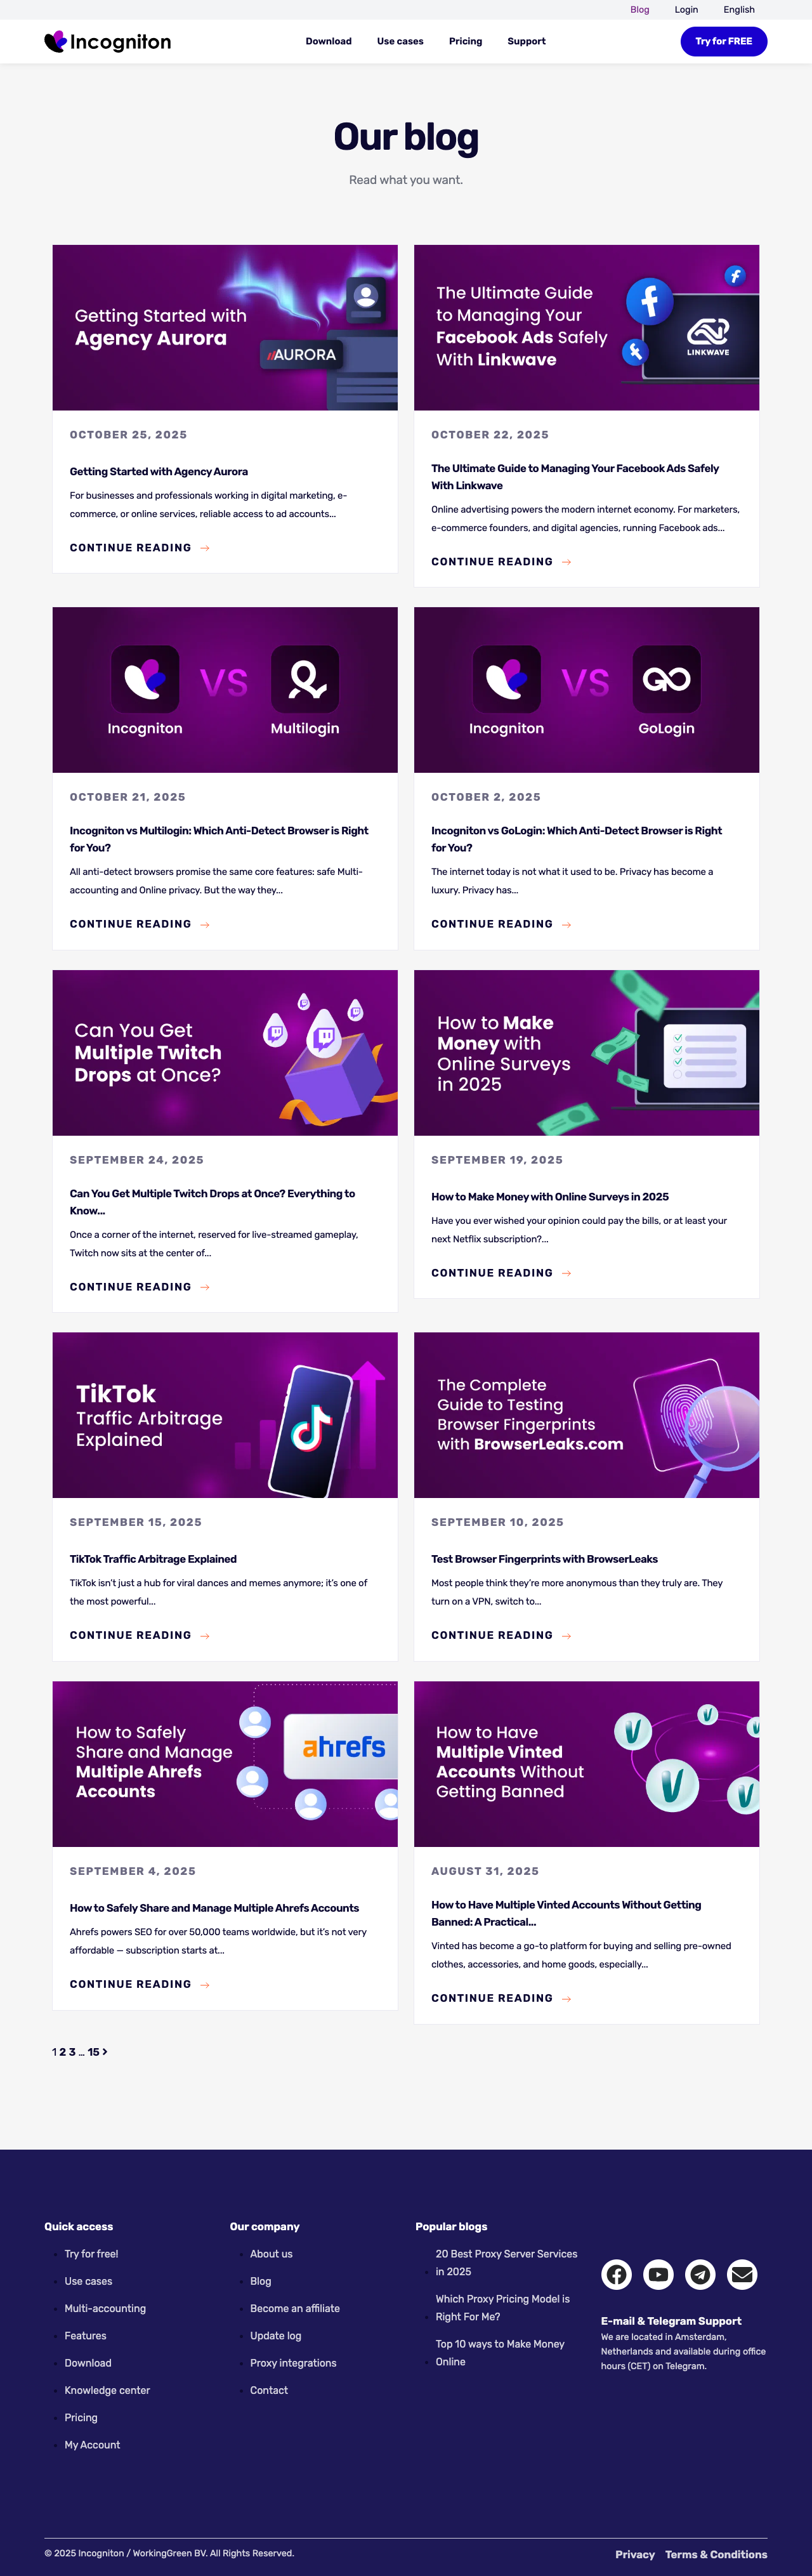 Blog
Login
English
Incogniton
Download
Use cases
Pricing
Support
Try for FREE
Our blog
Read what you want.
Getting Started with
Agency Aurora
AURORA
OCTOBER 25, 2025
Getting Started with Agency Aurora
For businesses and professionals working in digital marketing, e-
commerce, or online services, reliable access to ad accounts...
CONTINUE READING
The Ultimate Guide
to Managing Your
Facebook Ads Safely
With Linkwave
LINKWAVE
OCTOBER 22, 2025
The Ultimate Guide to Managing Your Facebook Ads Safely
With Linkwave
Online advertising powers the modern internet economy. For marketers,
e-commerce founders, and digital agencies, running Facebook ads...
CONTINUE READING
VS
Incogniton
Multilogin
OCTOBER 21, 2025
Incogniton vs Multilogin: Which Anti-Detect Browser is Right
for You?
All anti-detect browsers promise the same core features: safe Multi-
accounting and Online privacy. But the way they...
CONTINUE READING
VS
Incogniton
GoLogin
OCTOBER 2, 2025
Incogniton vs GoLogin: Which Anti-Detect Browser is Right
for You?
The internet today is not what it used to be. Privacy has become a
luxury. Privacy has...
CONTINUE READING
Can You Get
Multiple Twitch
Drops at Once?
SEPTEMBER 24, 2025
Can You Get Multiple Twitch Drops at Once? Everything to
Know...
Once a corner of the internet, reserved for live-streamed gameplay,
Twitch now sits at the center of...
CONTINUE READING
How to Make
Money with
Online Surveys
in 2025
SEPTEMBER 19, 2025
How to Make Money with Online Surveys in 2025
Have you ever wished your opinion could pay the bills, or at least your
next Netflix subscription?...
CONTINUE READING
TikTok
Traffic Arbitrage
Explained
SEPTEMBER 15, 2025
TikTok Traffic Arbitrage Explained
TikTok isn't just a hub for viral dances and memes anymore; it's one of
the most powerful...
CONTINUE READING
The Complete
Guide to Testing
Browser Fingerprints
with BrowserLeaks.com
SEPTEMBER 10, 2025
Test Browser Fingerprints with BrowserLeaks
Most people think they're more anonymous than they truly are. They
turn on a VPN, switch to...
CONTINUE READING
How to Safely
Share and Manage
Multiple Ahrefs
Accounts
ahrefs
SEPTEMBER 4, 2025
How to Safely Share and Manage Multiple Ahrefs Accounts
Ahrefs powers SEO for over 50,000 teams worldwide, but it's not very
affordable — subscription starts at...
CONTINUE READING
How to Have
Multiple Vinted
Accounts Without
Getting Banned
AUGUST 31, 2025
How to Have Multiple Vinted Accounts Without Getting
Banned: A Practical...
Vinted has become a go-to platform for buying and selling pre-owned
clothes, accessories, and home goods, especially...
CONTINUE READING
1 2 3 … 15 >
Quick access
Try for free!
Use cases
Multi-accounting
Features
Download
Knowledge center
Pricing
My Account
Our company
About us
Blog
Become an affiliate
Update log
Proxy integrations
Contact
Popular blogs
20 Best Proxy Server Services
in 2025
Which Proxy Pricing Model is
Right For Me?
Top 10 ways to Make Money
Online
E-mail & Telegram Support
We are located in Amsterdam,
Netherlands and available during office
hours (CET) on Telegram.
© 2025 Incogniton / WorkingGreen BV. All Rights Reserved.
Privacy
Terms & Conditions